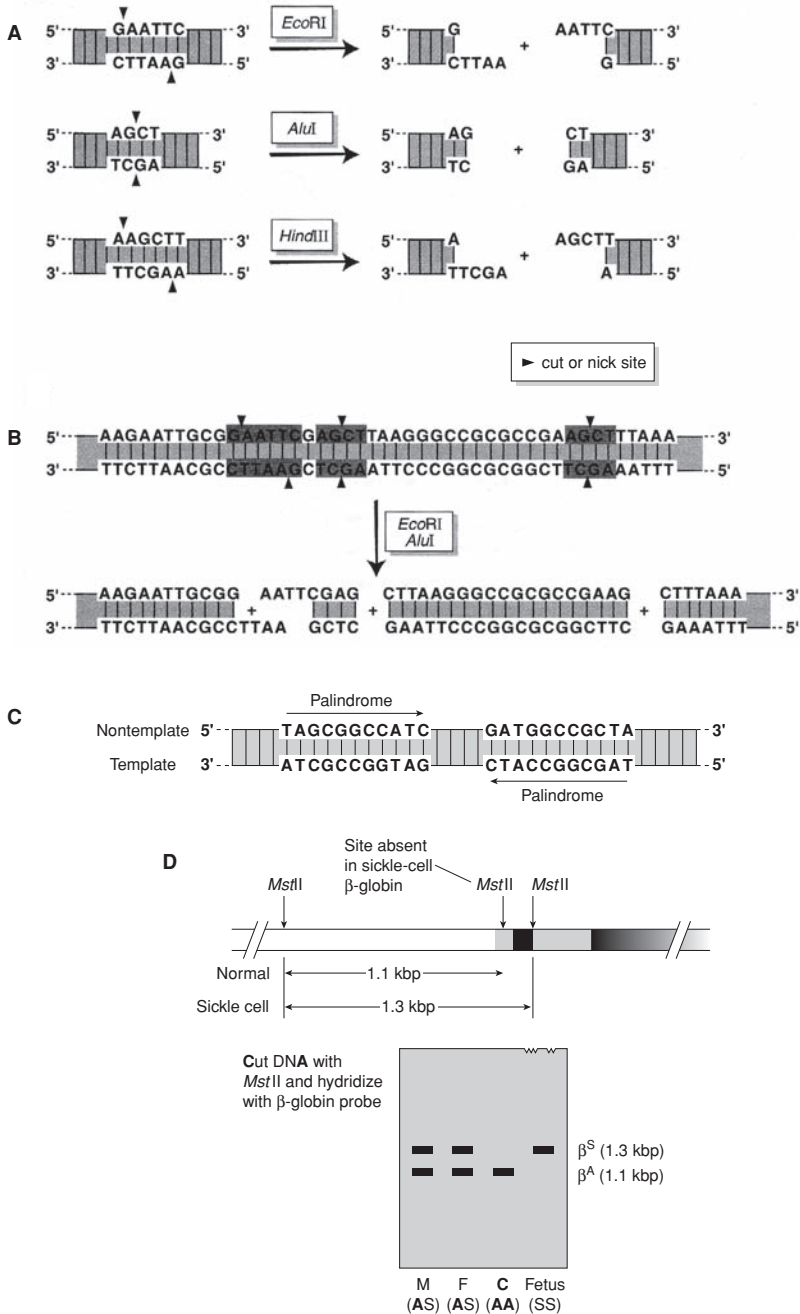 A
5' GAATTC 3'
3' CTTAAG 5'
EcoRI
G + AATTC
CTTAA G
5' 3'
3' 5'
5' AGCT 3'
3' TCGA 5'
AluI
5' AG + CT 3'
3' TC GA 5'
5' AAGCTT 3'
3' TTCGAA 5'
HindIII
5' A + AGCTT 3'
3' TTCGA A 5'
► cut or nick site
B
5' AAGAATTGCGGAATTCGAGCTTAAGGGCCGCGCCGAAGCTTTAAA 3'
3' TTCTTAACGCCTTAAGCTCGAATTCCCGGCGCGGCTTCGAAATTT 5'
EcoRI
AluI
5' AAGAATTGCGG + AATTCGAG + CTTAAGGGCCGCGCCGAAG + CTTTAAA 3'
3' TTCTTAACGCCTTAA GCTC GAATTCCCGGCGCGGCTTC GAAATTT 5'
C
Palindrome
Nontemplate 5' TAGCGGCCATC GATGGCCGCTA 3'
Template 3' ATCGCCGGTAG CTACCGGCGAT 5'
Palindrome
D
Site absent
in sickle-cell
β-globin
MstII MstII MstII
Normal 1.1 kbp
Sickle cell 1.3 kbp
Cut DNA with
MstII and hydridize
with β-globin probe
βS (1.3 kbp)
βA (1.1 kbp)
M F C Fetus
(AS) (AS) (AA) (SS)